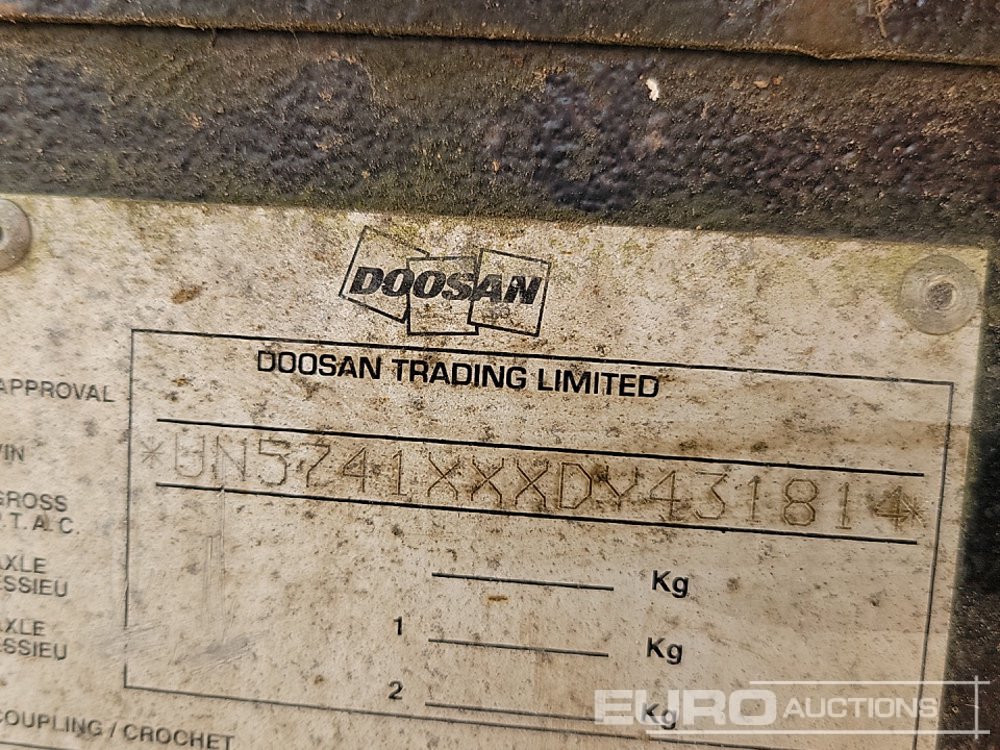 DOOSAN
DOOSAN TRADING LIMITED
APPROVAL
VIN *UN5741XXXDY431814*
GROSS
P.T.A.C. Kg
AXLE
ESSIEU 1 Kg
AXLE
ESSIEU 2 Kg
COUPLING / CROCHET
EURO AUCTIONS